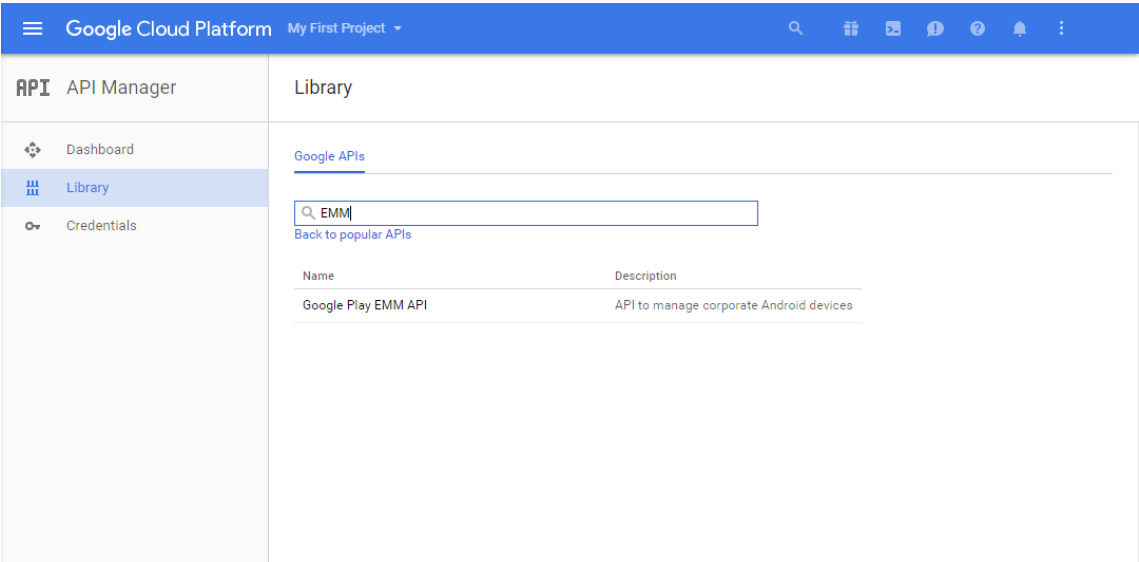 Google Cloud Platform My First Project
API API Manager
Library
Dashboard
Library
Credentials
Google APIs
EMM
Back to popular APIs
Name Description
Google Play EMM API API to manage corporate Android devices